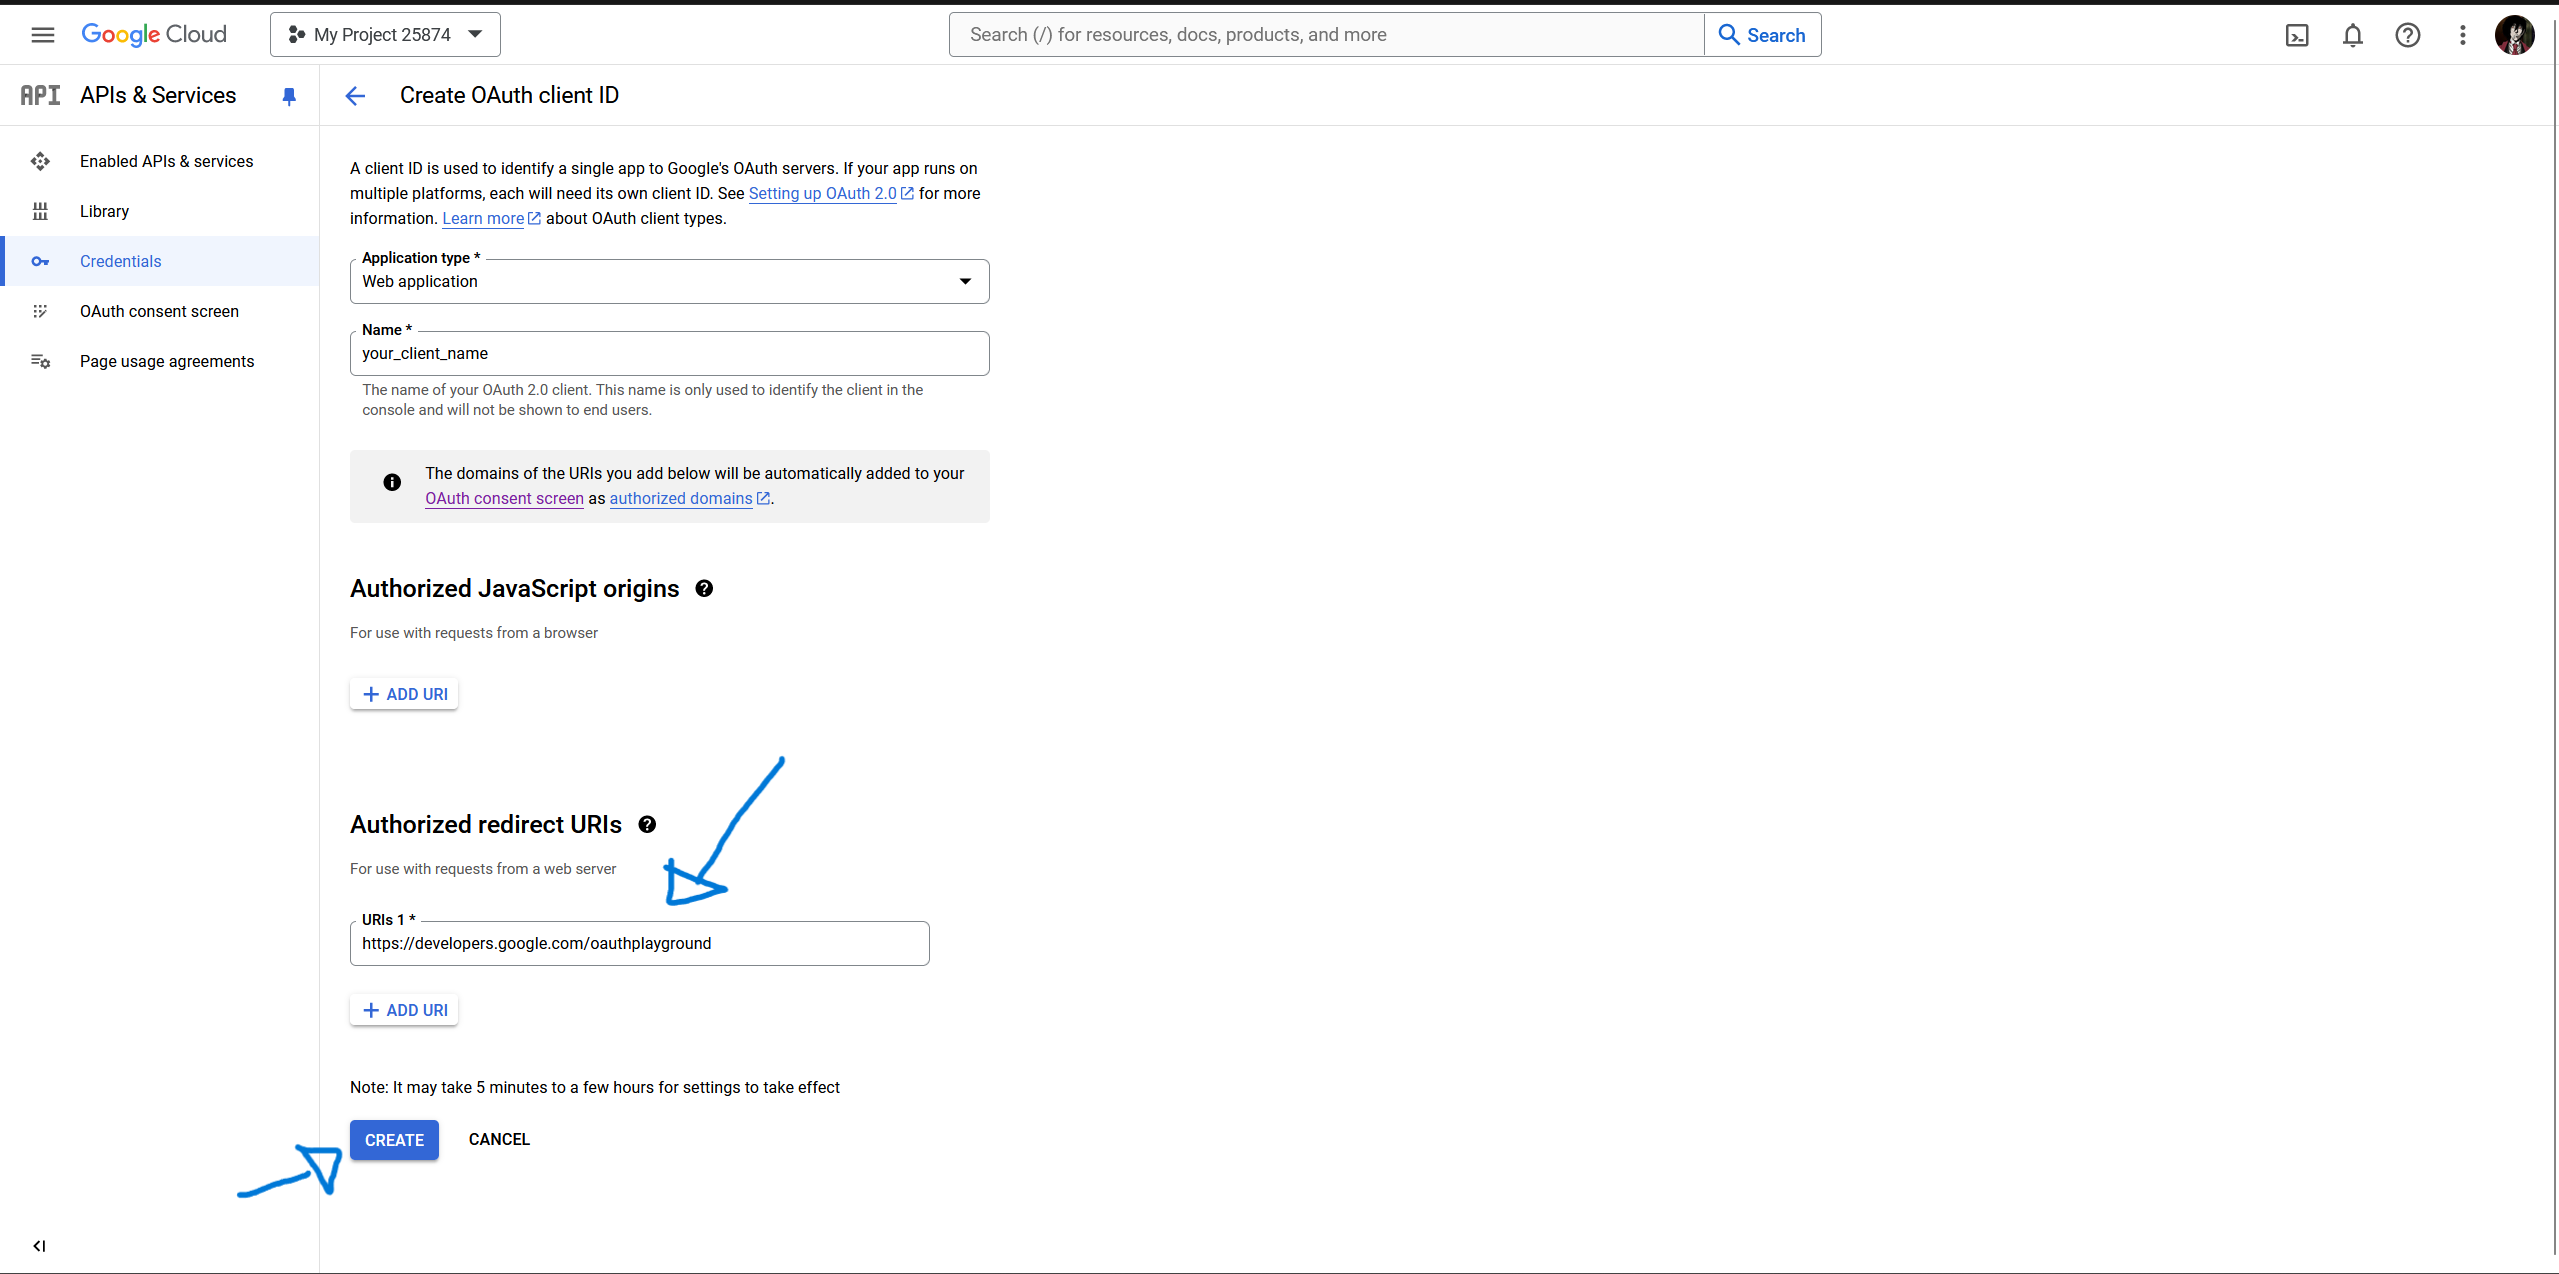 Google Cloud
My Project 25874
Search (/) for resources, docs, products, and more
Search
API
APIs & Services
Create OAuth client ID
Enabled APIs & services
Library
Credentials
OAuth consent screen
Page usage agreements
A client ID is used to identify a single app to Google's OAuth servers. If your app runs on
multiple platforms, each will need its own client ID. See Setting up OAuth 2.0 for more
information. Learn more about OAuth client types.
Application type *
Web application
Name *
your_client_name
The name of your OAuth 2.0 client. This name is only used to identify the client in the
console and will not be shown to end users.
The domains of the URIs you add below will be automatically added to your
OAuth consent screen as authorized domains.
Authorized JavaScript origins
For use with requests from a browser
ADD URI
Authorized redirect URIs
For use with requests from a web server
URIs 1 *
https://developers.google.com/oauthplayground
ADD URI
Note: It may take 5 minutes to a few hours for settings to take effect
CREATE
CANCEL